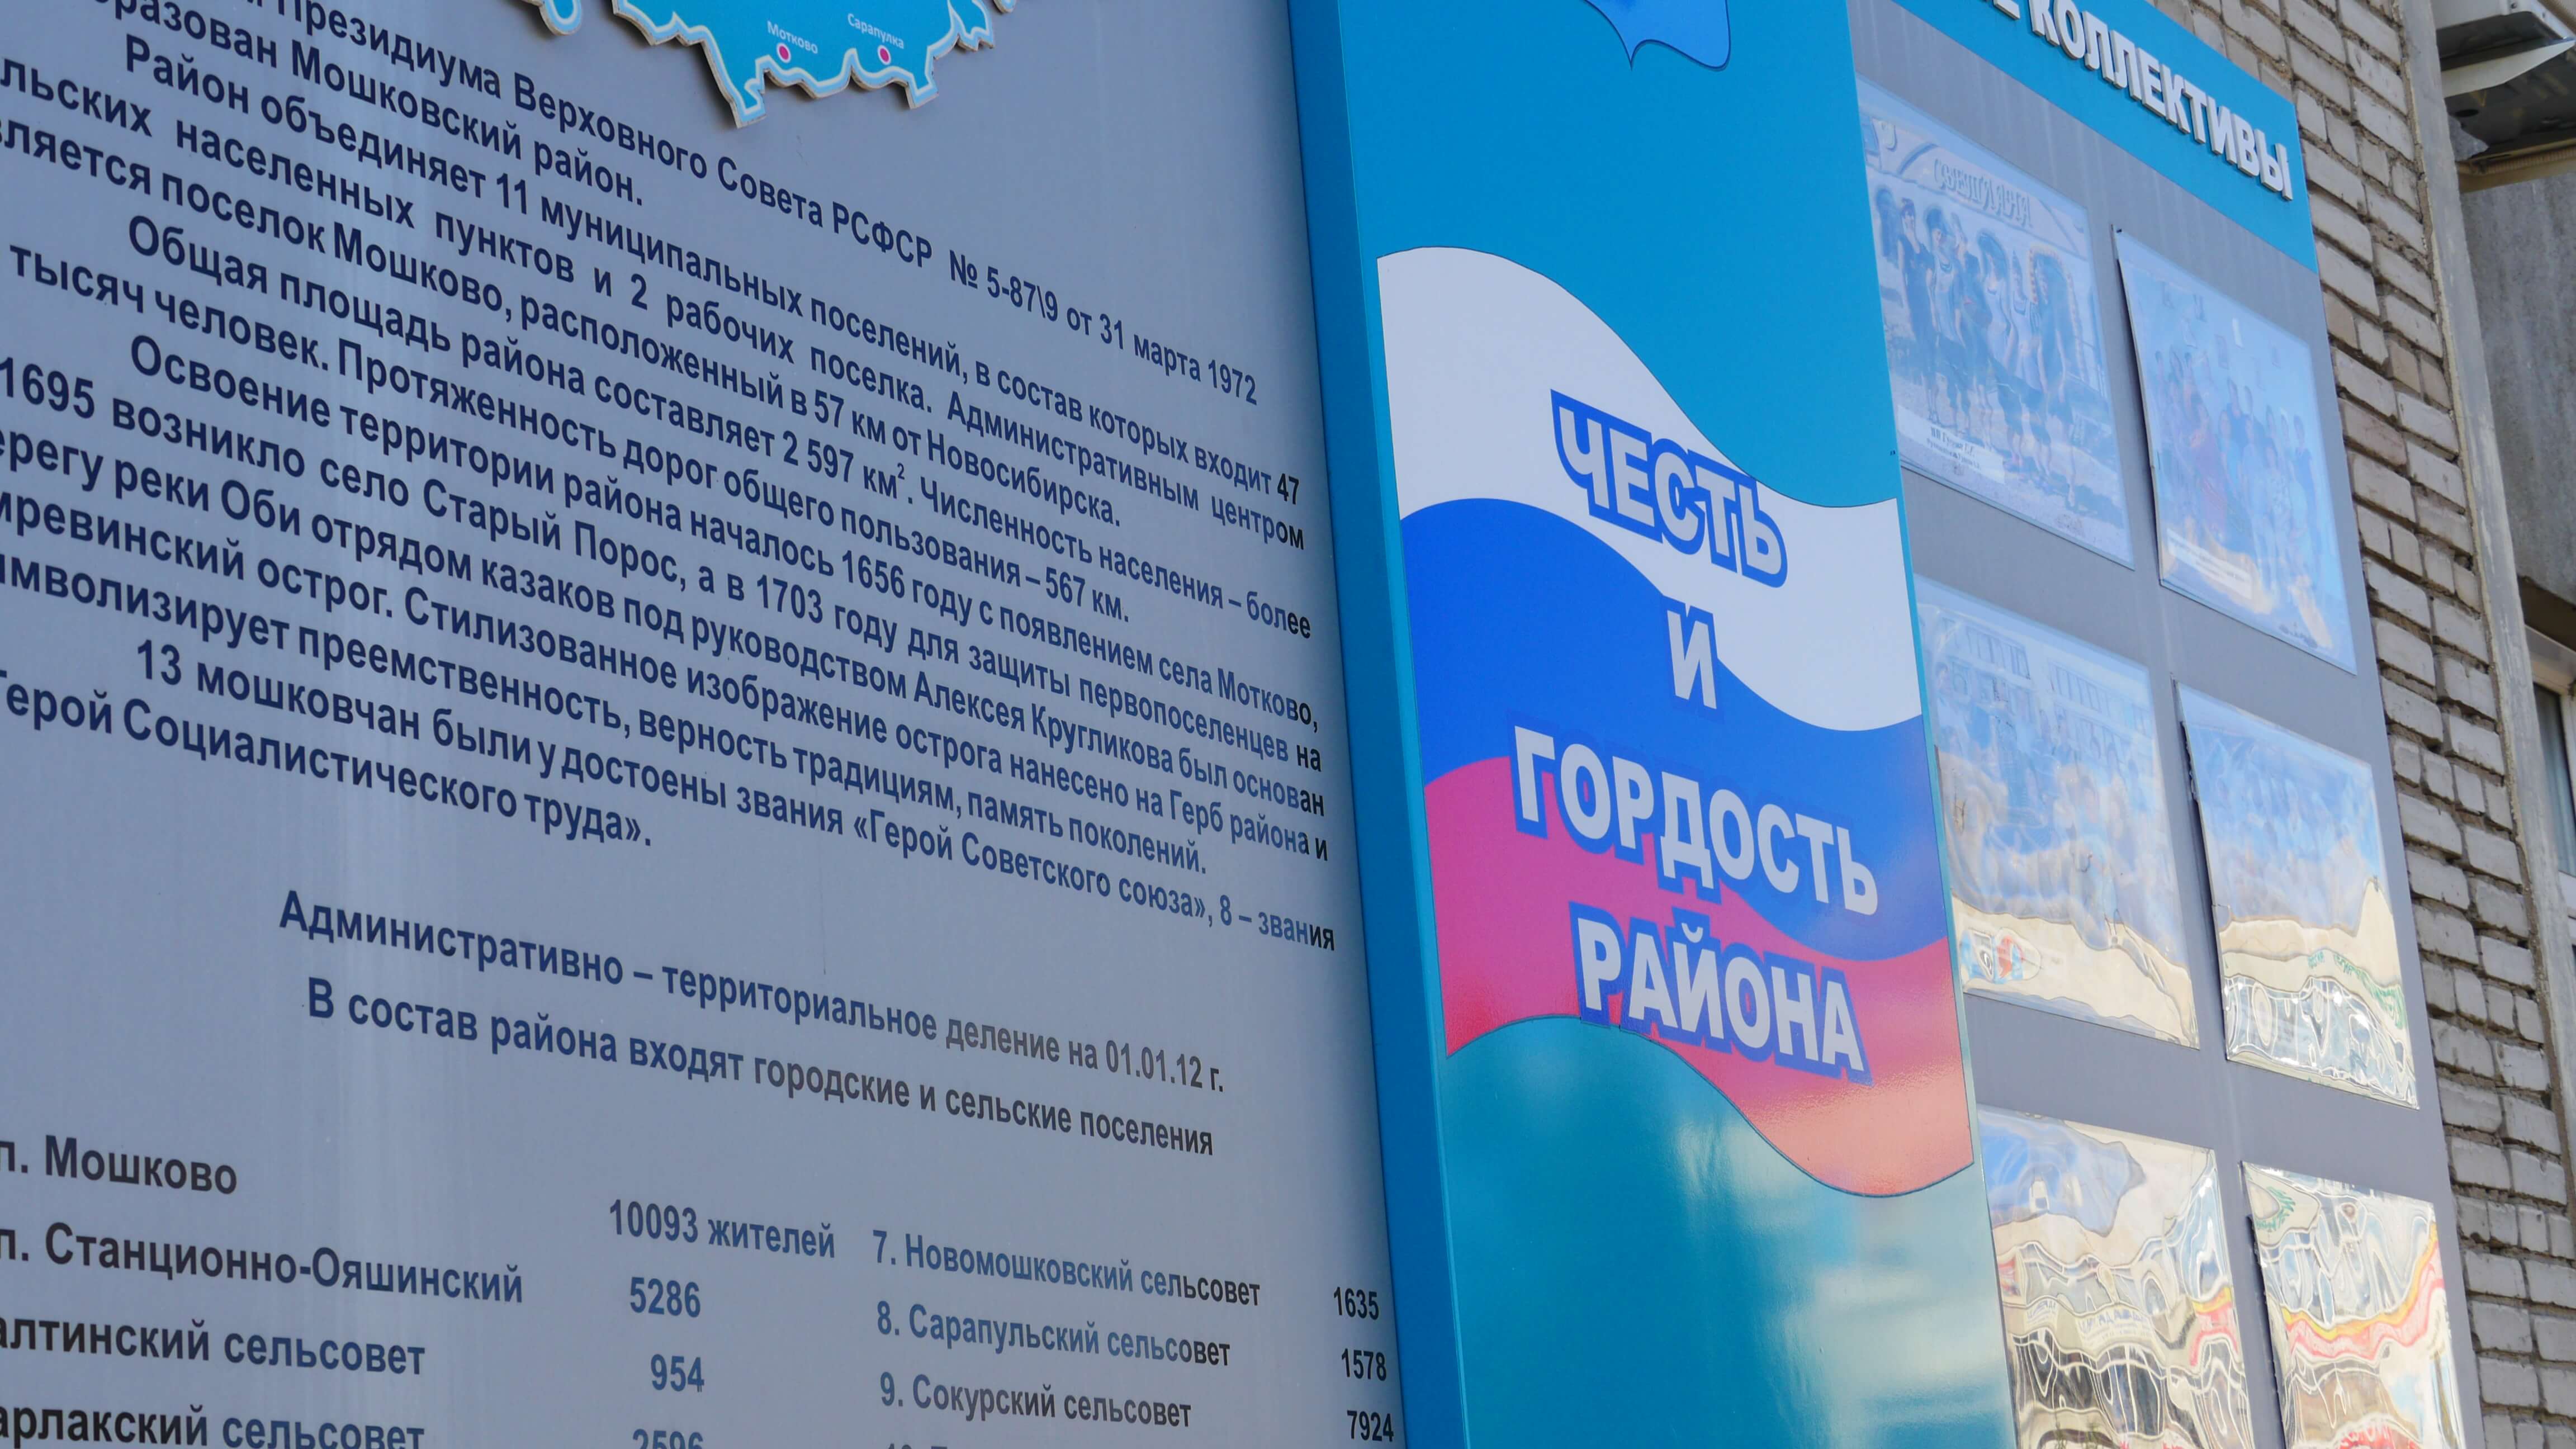 Мотково
Сарапулка
Президиума Верховного Совета РСФСР № 5-87\9 от 31 марта 1972
разован Мошковский район.
Район объединяет 11 муниципальных поселений, в состав которых входит 47
льских населенных пунктов и 2 рабочих поселка. Административным центром
вляется поселок Мошково, расположенный в 57 км от Новосибирска.
Общая площадь района составляет 2 597 км². Численность населения – более
тысяч человек. Протяженность дорог общего пользования – 567 км.
Освоение территории района началось 1656 году с появлением села Мотково,
1695 возникло село Старый Порос, а в 1703 году для защиты первопоселенцев на
ерегу реки Оби отрядом казаков под руководством Алексея Кругликова был основан
мревинский острог. Стилизованное изображение острога нанесено на Герб района и
имволизирует преемственность, верность традициям, память поколений.
13 мошковчан были удостоены звания «Герой Советского союза», 8 – звания
Герой Социалистического труда».
Административно – территориальное деление на 01.01.12 г.
В состав района входят городские и сельские поселения
п. Мошково 10093 жителей
п. Станционно-Ояшинский 5286
алтинский сельсовет 954
арлакский сельсовет 2596
7. Новомошковский сельсовет 1635
8. Сарапульский сельсовет 1578
9. Сокурский сельсовет 7924
ЧЕСТЬ
И
ГОРДОСТЬ
РАЙОНА
КОЛЛЕКТИВЫ